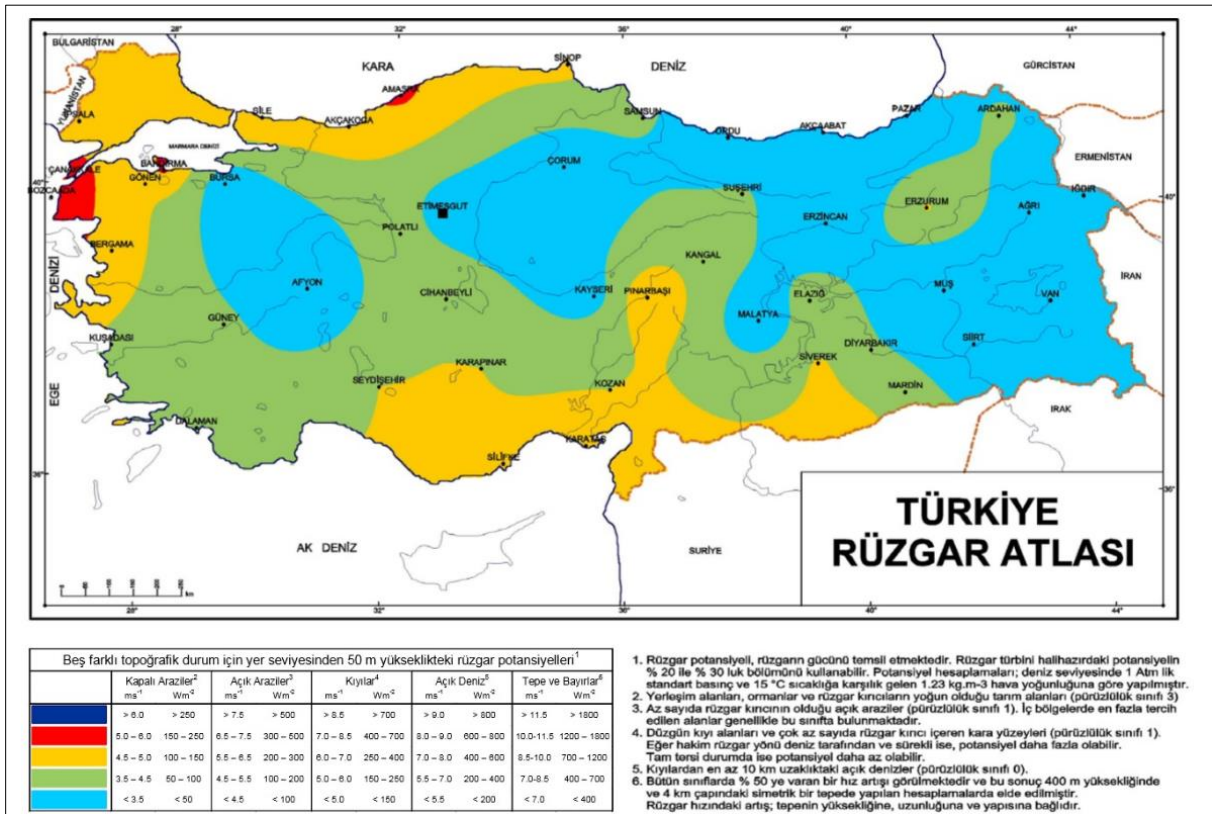 28°
32°
36°
40°
44°
BULGARİSTAN
YUNANİSTAN
KARA
DENİZ
GÜRCİSTAN
SİNOP
AMASRA
ŞİLE
AKÇAKOCA
SAMSUN
PAZAR
ARDAHAN
ORDU
AKÇAABAT
MARMARA DENİZİ
ERMENİSTAN
ÇANAKKALE
BANDIRMA
40°
BOZCAADA
GÖNEN
BURSA
ÇORUM
SUŞEHRİ
IĞDIR
40°
ETİMESGUT
ERZURUM
AĞRI
ERZİNCAN
POLATLI
BERGAMA
KANGAL
İRAN
EGE DENİZİ
AFYON
CİHANBEYLİ
KAYSERİ
PINARBAŞI
ELAZIĞ
MUŞ
VAN
GÜNEY
MALATYA
KUŞADASI
DİYARBAKIR
SİİRT
KARAPINAR
SİVEREK
SEYDİŞEHİR
KOZAN
MARDİN
IRAK
DALAMAN
KARATAŞ
SİLİFKE
36°
36°
TÜRKİYE
RÜZGAR ATLASI
AK DENİZ
SURİYE
km
28°
32°
36°
40°
44°
Beş farklı topoğrafik durum için yer seviyesinden 50 m yükseklikteki rüzgar potansiyelleri1
Kapalı Araziler2 Açık Araziler3 Kıyılar4 Açık Deniz5 Tepe ve Bayırlar6
ms-1 Wm-2 ms-1 Wm-2 ms-1 Wm-2 ms-1 Wm-2 ms-1 Wm-2
> 6.0 > 250 > 7.5 > 500 > 8.5 > 700 > 9.0 > 800 > 11.5 > 1800
5.0 – 6.0 150 – 250 6.5 – 7.5 300 – 500 7.0 – 8.5 400 – 700 8.0 – 9.0 600 – 800 10.0-11.5 1200 – 1800
4.5 – 5.0 100 – 150 5.5 – 6.5 200 – 300 6.0 – 7.0 250 – 400 7.0 – 8.0 400 – 600 8.5-10.0 700 – 1200
3.5 – 4.5 50 – 100 4.5 – 5.5 100 – 200 5.0 – 6.0 150 – 250 5.5 – 7.0 200 – 400 7.0-8.5 400 – 700
< 3.5 < 50 < 4.5 < 100 < 5.0 < 150 < 5.5 < 200 < 7.0 < 400
1. Rüzgar potansiyeli, rüzgarın gücünü temsil etmektedir. Rüzgar türbini halihazırdaki potansiyelin
% 20 ile % 30 luk bölümünü kullanabilir. Potansiyel hesaplamaları; deniz seviyesinde 1 Atm lik
standart basınç ve 15 °C sıcaklığa karşılık gelen 1.23 kg.m-3 hava yoğunluğuna göre yapılmıştır.
2. Yerleşim alanları, ormanlar ve rüzgar kırıcıların yoğun olduğu tarım alanları (pürüzlülük sınıfı 3)
3. Az sayıda rüzgar kırıcının olduğu açık araziler (pürüzlülük sınıfı 1). İç bölgelerde en fazla tercih
edilen alanlar genellikle bu sınıfta bulunmaktadır.
4. Düzgün kıyı alanları ve çok az sayıda rüzgar kırıcı içeren kara yüzeyleri (pürüzlülük sınıfı 1).
Eğer hakim rüzgar yönü deniz tarafından ve sürekli ise, potansiyel daha fazla olabilir.
Tam tersi durumda ise potansiyel daha az olabilir.
5. Kıyılardan en az 10 km uzaklıktaki açık denizler (pürüzlülük sınıfı 0).
6. Bütün sınıflarda % 50 ye varan bir hız artışı görülmektedir ve bu sonuç 400 m yüksekliğinde
ve 4 km çapındaki simetrik bir tepede yapılan hesaplamalarda elde edilmiştir.
Rüzgar hızındaki artış; tepenin yüksekliğine, uzunluğuna ve yapısına bağlıdır.